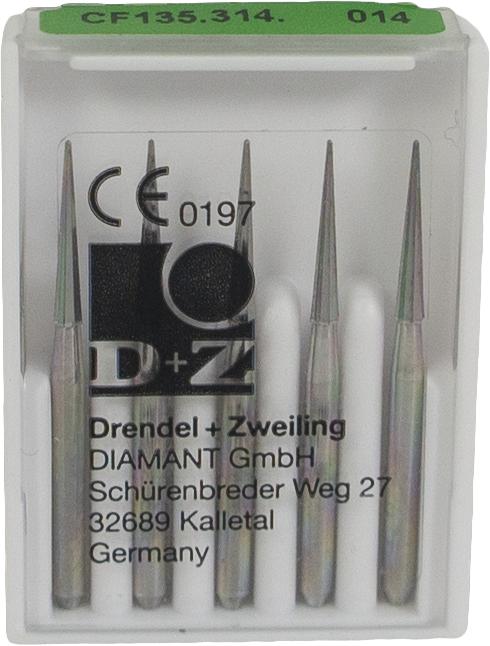 CF135.314. 014
CE 0197
D+Z
Drendel + Zweiling
DIAMANT GmbH
Schürenbreder Weg 27
32689 Kalletal
Germany